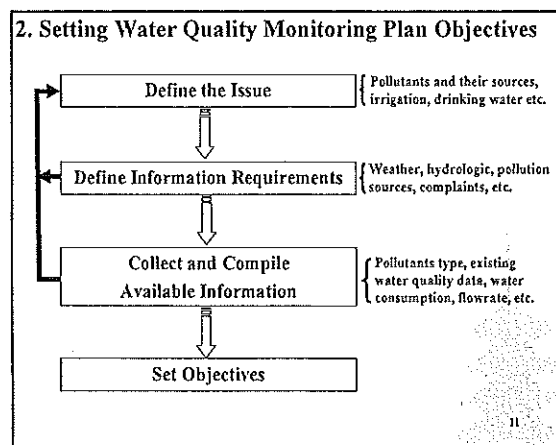 2. Setting Water Quality Monitoring Plan Objectives
Define the Issue
Pollutants and their sources,
irrigation, drinking water etc.
Define Information Requirements
Weather, hydrologic, pollution
sources, complaints, etc.
Collect and Compile
Available Information
Pollutants type, existing
water quality data, water
consumption, flowrate, etc.
Set Objectives
11